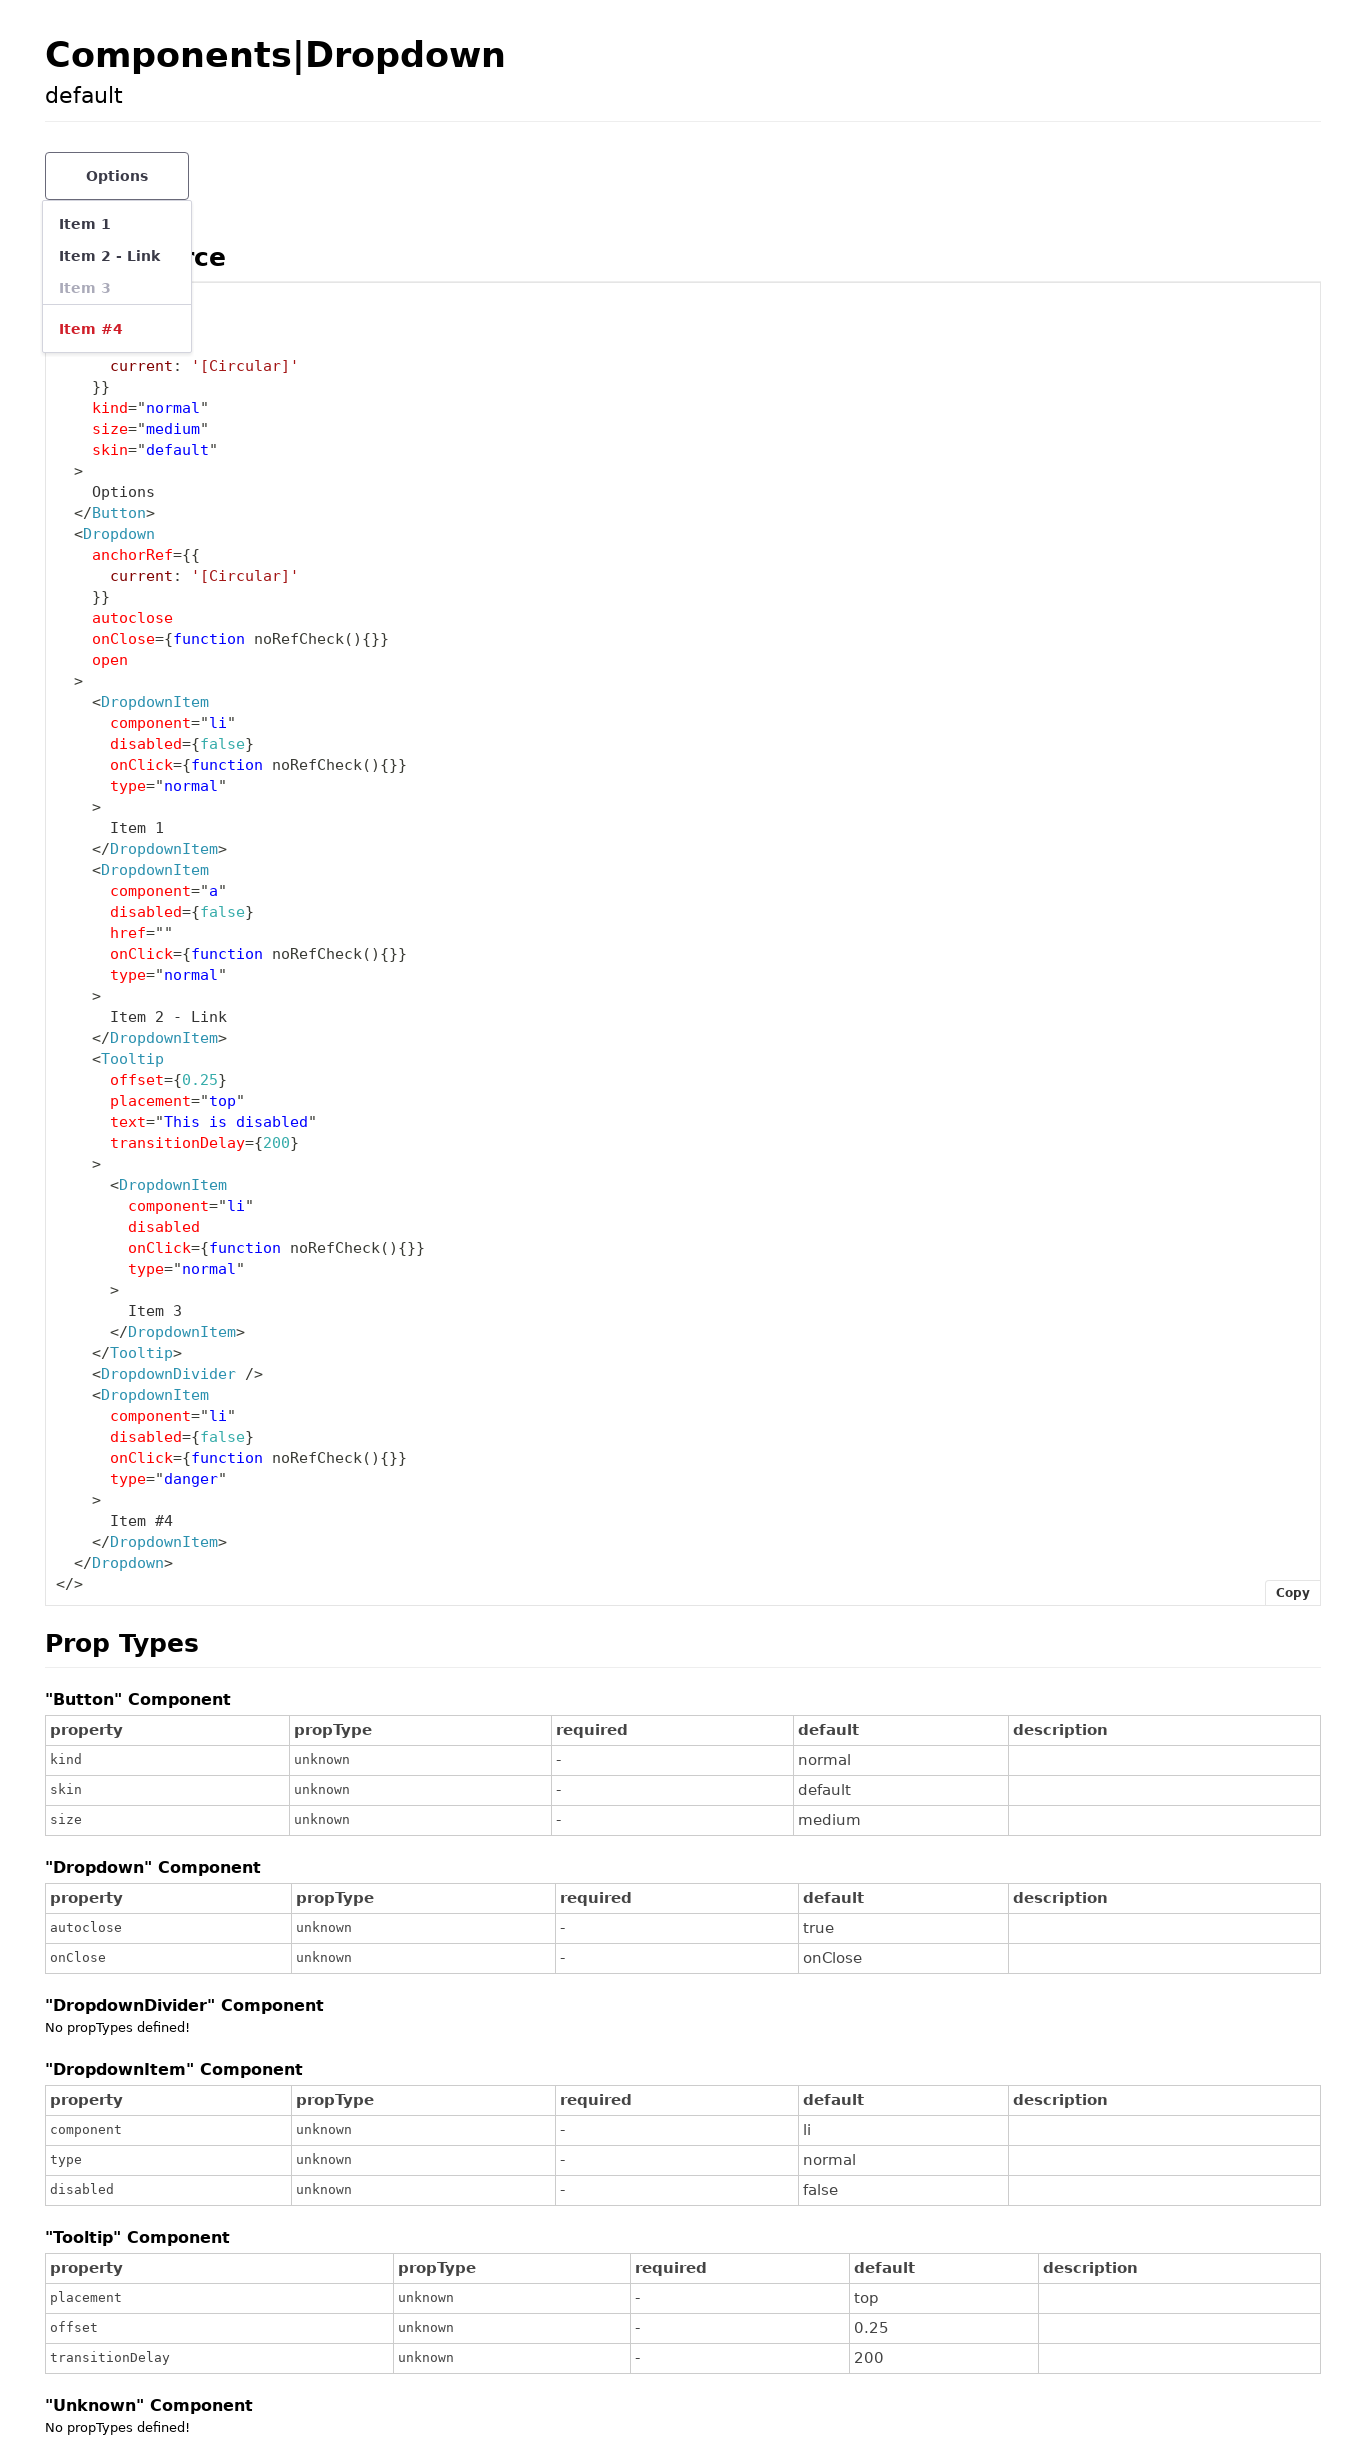 Components|Dropdown
default
Options
Item 1
Item 2 - Link
Item 3
Item #4
current: '[Circular]'
}}
kind="normal"
size="medium"
skin="default"
>
Options
</Button>
<Dropdown
anchorRef={{
current: '[Circular]'
}}
autoclose
onClose={function noRefCheck(){}}
open
>
<DropdownItem
component="li"
disabled={false}
onClick={function noRefCheck(){}}
type="normal"
>
Item 1
</DropdownItem>
<DropdownItem
component="a"
disabled={false}
href=""
onClick={function noRefCheck(){}}
type="normal"
>
Item 2 - Link
</DropdownItem>
<Tooltip
offset={0.25}
placement="top"
text="This is disabled"
transitionDelay={200}
>
<DropdownItem
component="li"
disabled
onClick={function noRefCheck(){}}
type="normal"
>
Item 3
</DropdownItem>
</Tooltip>
<DropdownDivider />
<DropdownItem
component="li"
disabled={false}
onClick={function noRefCheck(){}}
type="danger"
>
Item #4
</DropdownItem>
</Dropdown>
</>
Copy
Prop Types
"Button" Component
property propType required default description
kind unknown - normal
skin unknown - default
size unknown - medium
"Dropdown" Component
property propType required default description
autoclose unknown - true
onClose unknown - onClose
"DropdownDivider" Component
No propTypes defined!
"DropdownItem" Component
property propType required default description
component unknown - li
type unknown - normal
disabled unknown - false
"Tooltip" Component
property propType required default description
placement unknown - top
offset unknown - 0.25
transitionDelay unknown - 200
"Unknown" Component
No propTypes defined!